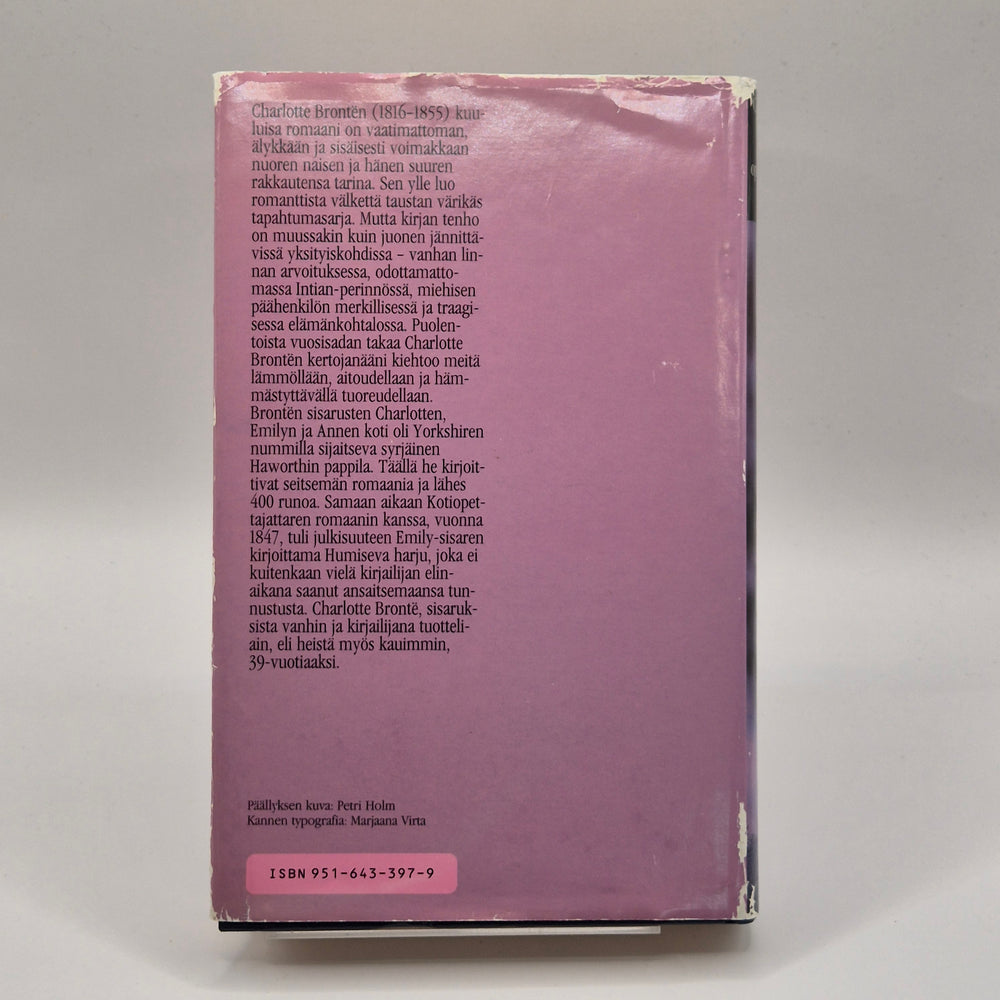 Charlotte Brontën (1816–1855) kuu-
luisa romaani on vaatimattoman,
älykkään ja sisäisesti voimakkaan
nuoren naisen ja hänen suuren
rakkautensa tarina. Sen ylle luo
romanttista välkettä taustan värikäs
tapahtumasarja. Mutta kirjan tenho
on muussakin kuin juonen jännittä-
vissä yksityiskohdissa – vanhan lin-
nan arvoituksessa, odottamatto-
massa Intian-perinnössä, miehisen
päähenkilön merkillisessä ja traagi-
sessa elämänkohtalossa. Puolen-
toista vuosisadan takaa Charlotte
Brontën kertojanääni kiehtoo meitä
lämmöllään, aitoudellaan ja häm-
mästyttävällä tuoreudellaan.
Brontën sisarusten Charlotten,
Emilyn ja Annen koti oli Yorkshiren
nummilla sijaitseva syrjäinen
Haworthin pappila. Täällä he kirjoit-
tivat seitsemän romaania ja lähes
400 runoa. Samaan aikaan Kotiopet-
tajattaren romaanin kanssa, vuonna
1847, tuli julkisuuteen Emily-sisaren
kirjoittama Humiseva harju, joka ei
kuitenkaan vielä kirjailijan elin-
aikana saanut ansaitsemaansa tun-
nustusta. Charlotte Brontë, sisaruk-
sista vanhin ja kirjailijana tuotteli-
ain, eli heistä myös kauimmin,
39-vuotiaaksi.
Päällyksen kuva: Petri Holm
Kannen typografia: Marjaana Virta
ISBN 951-643-397-9